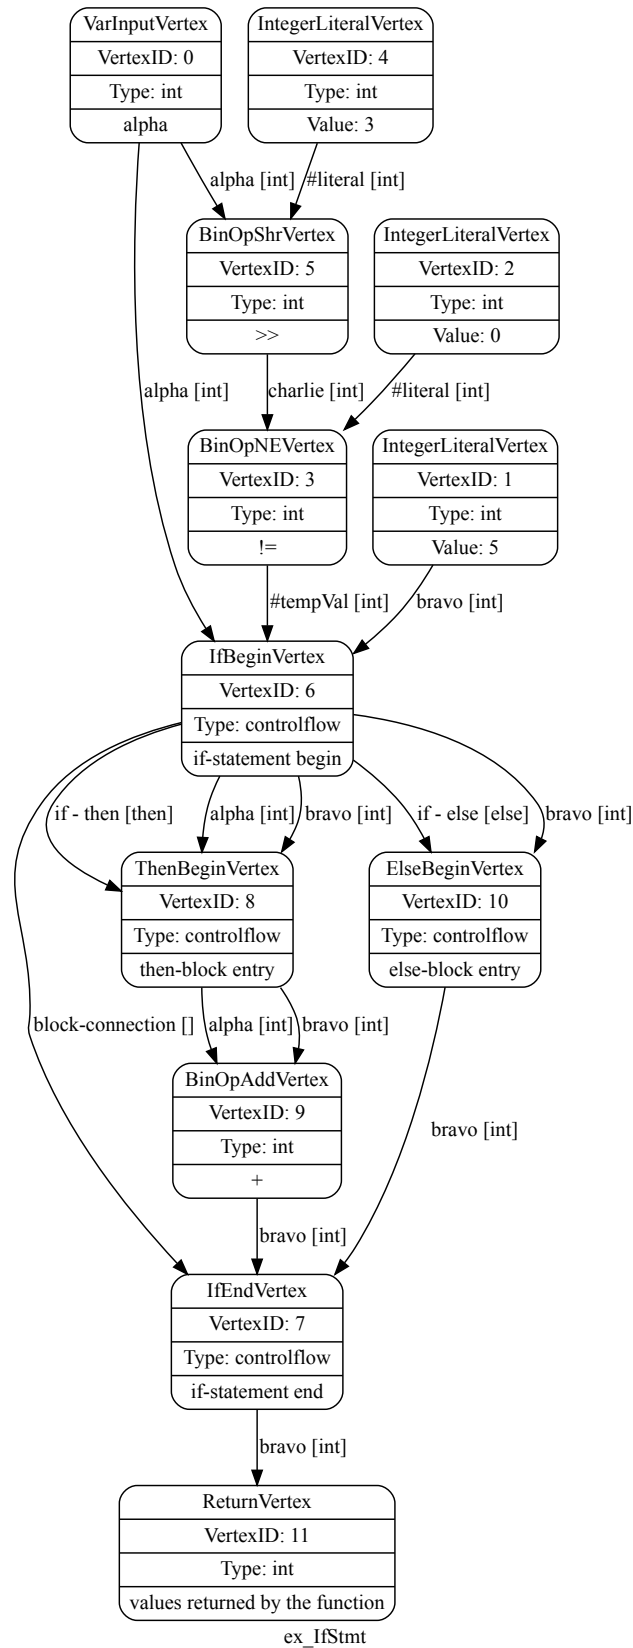 VarInputVertex
VertexID: 0
Type: int
alpha
IntegerLiteralVertex
VertexID: 4
Type: int
Value: 3
alpha [int]
#literal [int]
BinOpShrVertex
VertexID: 5
Type: int
>>
IntegerLiteralVertex
VertexID: 2
Type: int
Value: 0
alpha [int]
charlie [int]
#literal [int]
BinOpNEVertex
VertexID: 3
Type: int
!=
IntegerLiteralVertex
VertexID: 1
Type: int
Value: 5
#tempVal [int]
bravo [int]
IfBeginVertex
VertexID: 6
Type: controlflow
if-statement begin
if - then [then]
alpha [int]
bravo [int]
if - else [else]
bravo [int]
ThenBeginVertex
VertexID: 8
Type: controlflow
then-block entry
ElseBeginVertex
VertexID: 10
Type: controlflow
else-block entry
block-connection []
alpha [int]
bravo [int]
BinOpAddVertex
VertexID: 9
Type: int
+
bravo [int]
bravo [int]
IfEndVertex
VertexID: 7
Type: controlflow
if-statement end
bravo [int]
ReturnVertex
VertexID: 11
Type: int
values returned by the function
ex_IfStmt